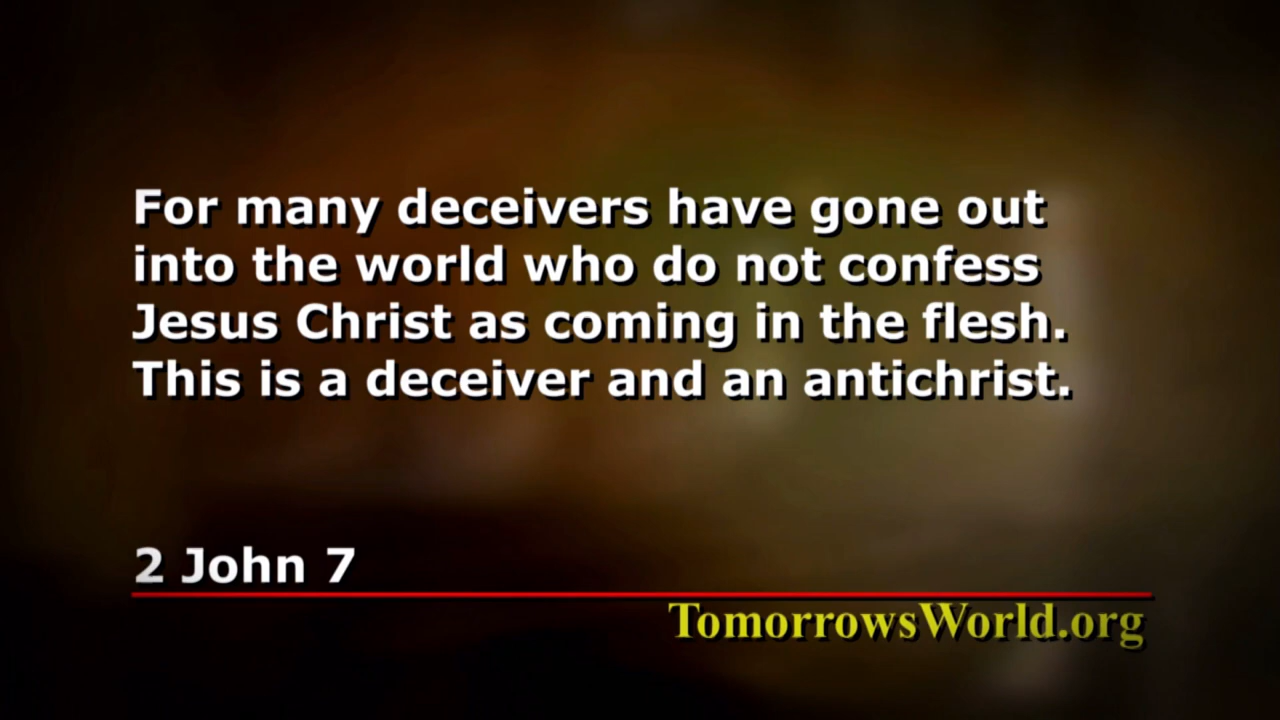 For many deceivers have gone out
into the world who do not confess
Jesus Christ as coming in the flesh.
This is a deceiver and an antichrist.
2 John 7
TomorrowsWorld.org